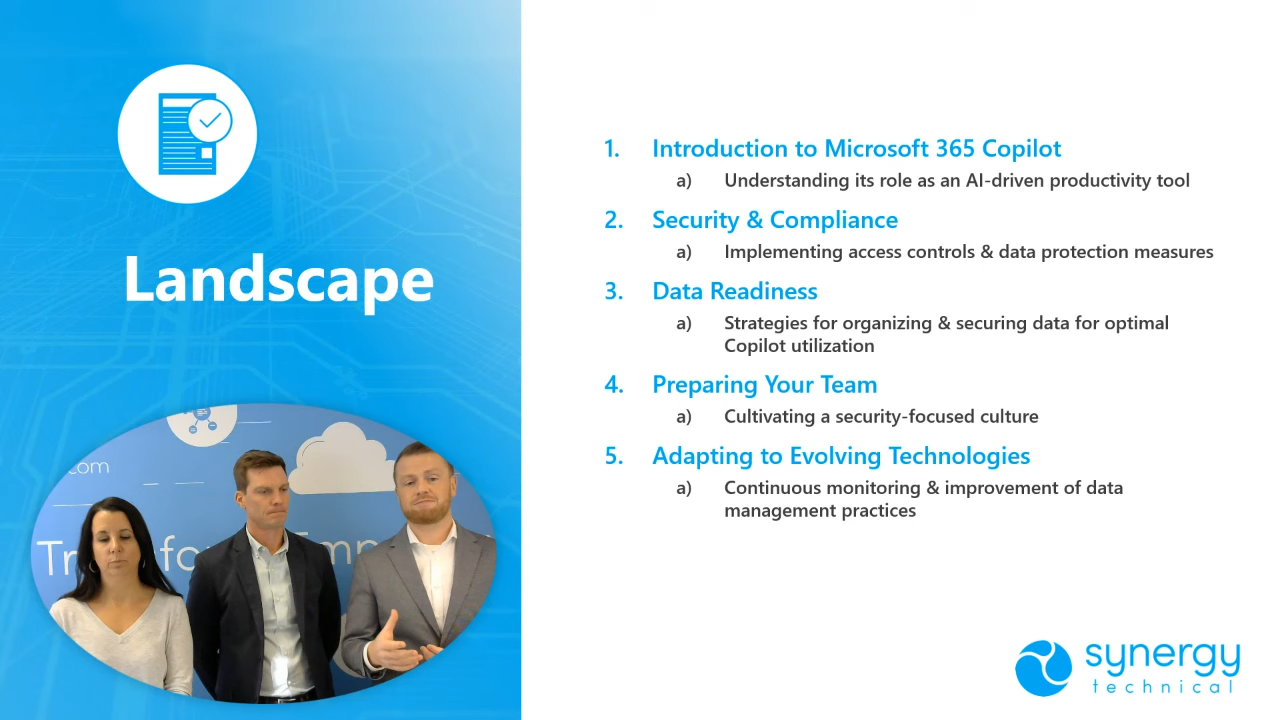 Landscape
.com
1. Introduction to Microsoft 365 Copilot
a) Understanding its role as an AI-driven productivity tool
2. Security & Compliance
a) Implementing access controls & data protection measures
3. Data Readiness
a) Strategies for organizing & securing data for optimal
Copilot utilization
4. Preparing Your Team
a) Cultivating a security-focused culture
5. Adapting to Evolving Technologies
a) Continuous monitoring & improvement of data
management practices
synergy
technical